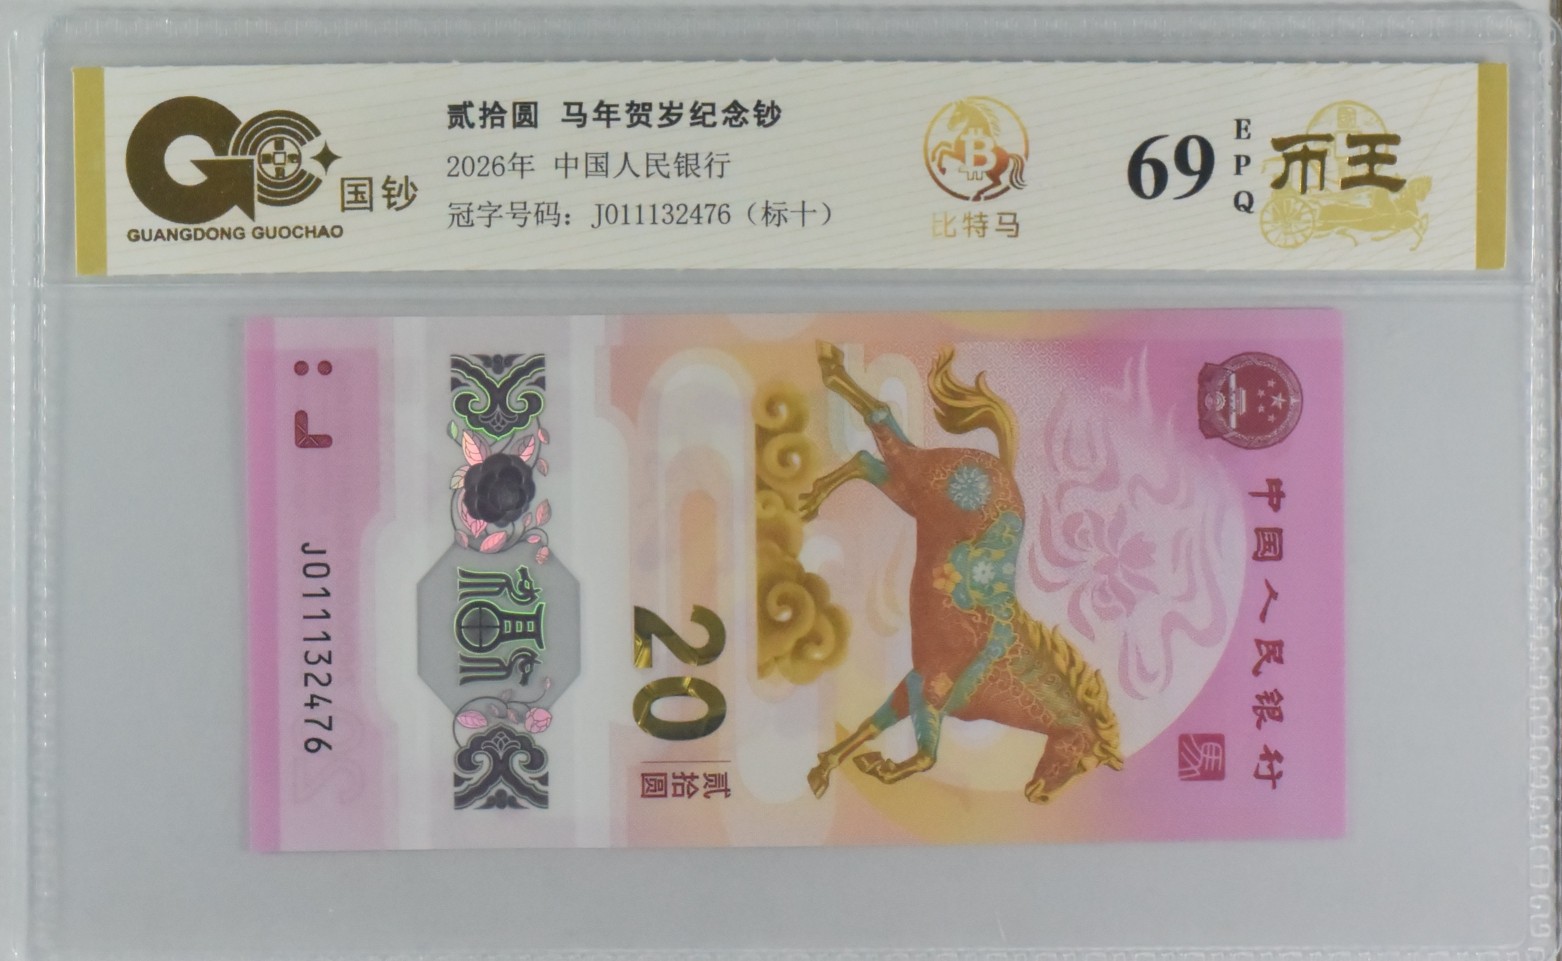 国钞
GUANGDONG GUOCHAO
贰拾圆 马年贺岁纪念钞
2026年 中国人民银行
冠字号码：J011132476（标十）
B
比特马
69
EPQ
币王
中国人民银行
马
20
贰拾圆
福
J
J011132476